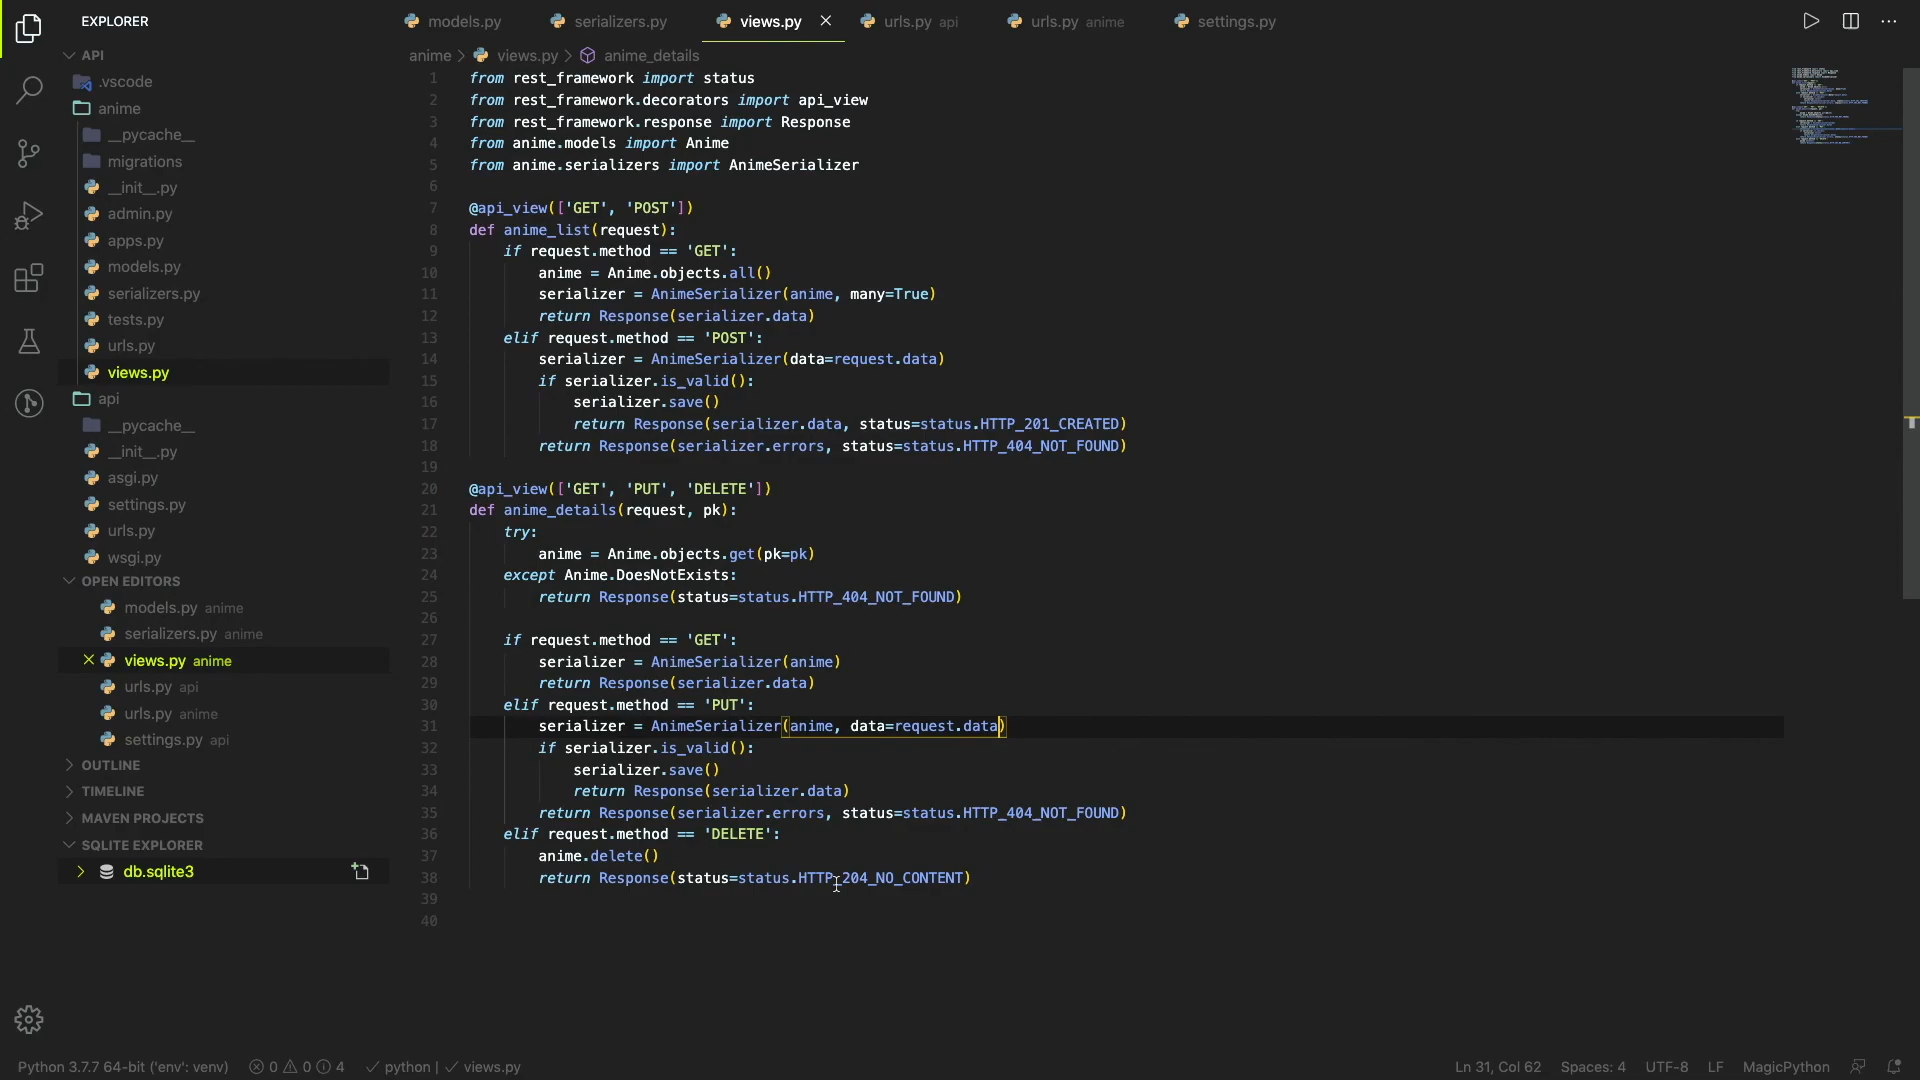 EXPLORER
API
.vscode
anime
__pycache__
migrations
__init__.py
admin.py
apps.py
models.py
serializers.py
tests.py
urls.py
views.py
api
__pycache__
__init__.py
asgi.py
settings.py
urls.py
wsgi.py
OPEN EDITORS
models.py anime
serializers.py anime
views.py anime
urls.py api
urls.py anime
settings.py api
OUTLINE
TIMELINE
MAVEN PROJECTS
SQLITE EXPLORER
db.sqlite3
models.py serializers.py views.py urls.py api urls.py anime settings.py
anime > views.py > anime_details
1 from rest_framework import status
2 from rest_framework.decorators import api_view
3 from rest_framework.response import Response
4 from anime.models import Anime
5 from anime.serializers import AnimeSerializer
6
7 @api_view(['GET', 'POST'])
8 def anime_list(request):
9 if request.method == 'GET':
10 anime = Anime.objects.all()
11 serializer = AnimeSerializer(anime, many=True)
12 return Response(serializer.data)
13 elif request.method == 'POST':
14 serializer = AnimeSerializer(data=request.data)
15 if serializer.is_valid():
16 serializer.save()
17 return Response(serializer.data, status=status.HTTP_201_CREATED)
18 return Response(serializer.errors, status=status.HTTP_404_NOT_FOUND)
19
20 @api_view(['GET', 'PUT', 'DELETE'])
21 def anime_details(request, pk):
22 try:
23 anime = Anime.objects.get(pk=pk)
24 except Anime.DoesNotExists:
25 return Response(status=status.HTTP_404_NOT_FOUND)
26
27 if request.method == 'GET':
28 serializer = AnimeSerializer(anime)
29 return Response(serializer.data)
30 elif request.method == 'PUT':
31 serializer = AnimeSerializer(anime, data=request.data)
32 if serializer.is_valid():
33 serializer.save()
34 return Response(serializer.data)
35 return Response(serializer.errors, status=status.HTTP_404_NOT_FOUND)
36 elif request.method == 'DELETE':
37 anime.delete()
38 return Response(status=status.HTTP_204_NO_CONTENT)
39
40
Python 3.7.7 64-bit ('env': venv) 0 0 4 python | views.py Ln 31, Col 62 Spaces: 4 UTF-8 LF MagicPython